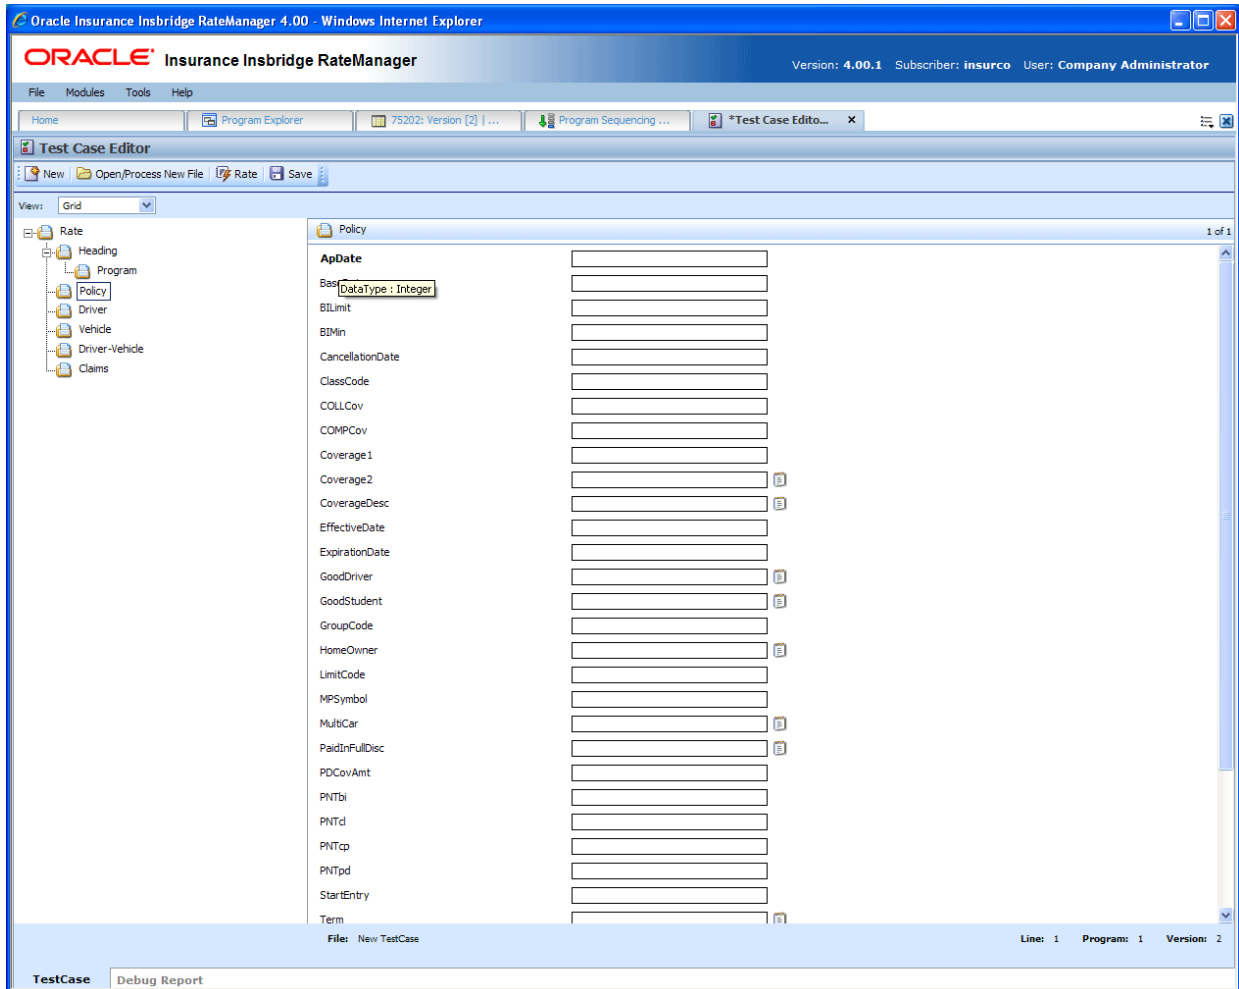 Oracle Insurance Insbridge RateManager 4.00 - Windows Internet Explorer
ORACLE Insurance Insbridge RateManager
Version: 4.00.1 Subscriber: insurco User: Company Administrator
File Modules Tools Help
Home Program Explorer 75202: Version [2] | ... Program Sequencing ... *Test Case Edito... x
Test Case Editor
New Open/Process New File Rate Save
View: Grid
Rate
Heading
Program
Policy
Driver
Vehicle
Driver-Vehicle
Claims
Policy 1 of 1
ApDate
DataType : Integer
BILimit
BIMin
CancellationDate
ClassCode
COLLCov
COMPCov
Coverage1
Coverage2
CoverageDesc
EffectiveDate
ExpirationDate
GoodDriver
GoodStudent
GroupCode
HomeOwner
LimitCode
MPSymbol
MultiCar
PaidInFullDisc
PDCovAmt
PNTbi
PNTcl
PNTcp
PNTpd
StartEntry
Term
File: New TestCase Line: 1 Program: 1 Version: 2
TestCase Debug Report